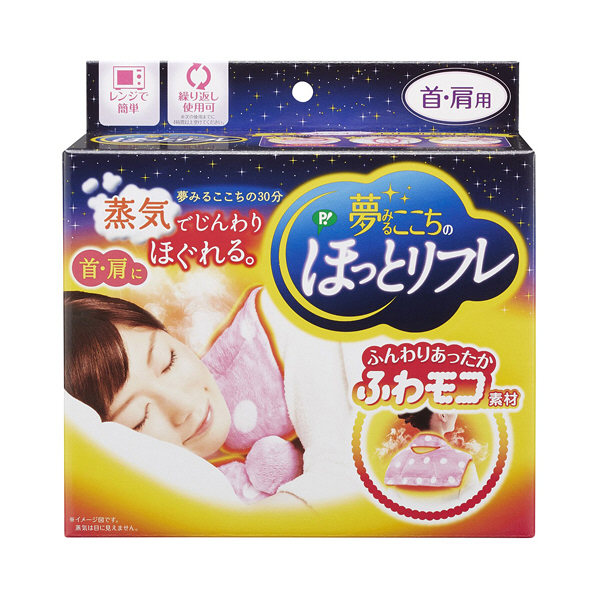 レンジで
簡単
繰り返し
使用可
首・肩用
夢みるここちの30分
蒸気でじんわり
ほぐれる。
首・肩に
P!
夢みるここちの
ほっとリフレ
ふんわりあったか
ふわモコ素材
※イメージ図です。
蒸気は目に見えません。